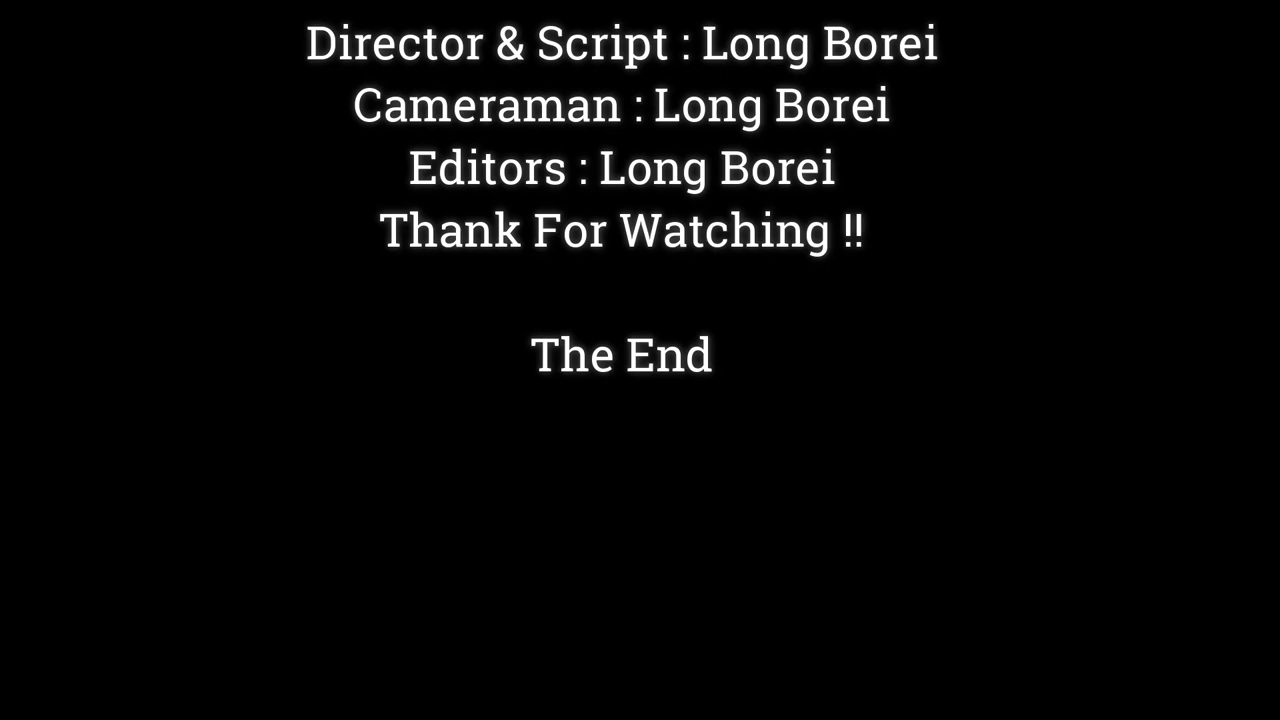 Director & Script : Long Borei
Cameraman : Long Borei
Editors : Long Borei
Thank For Watching !!
The End